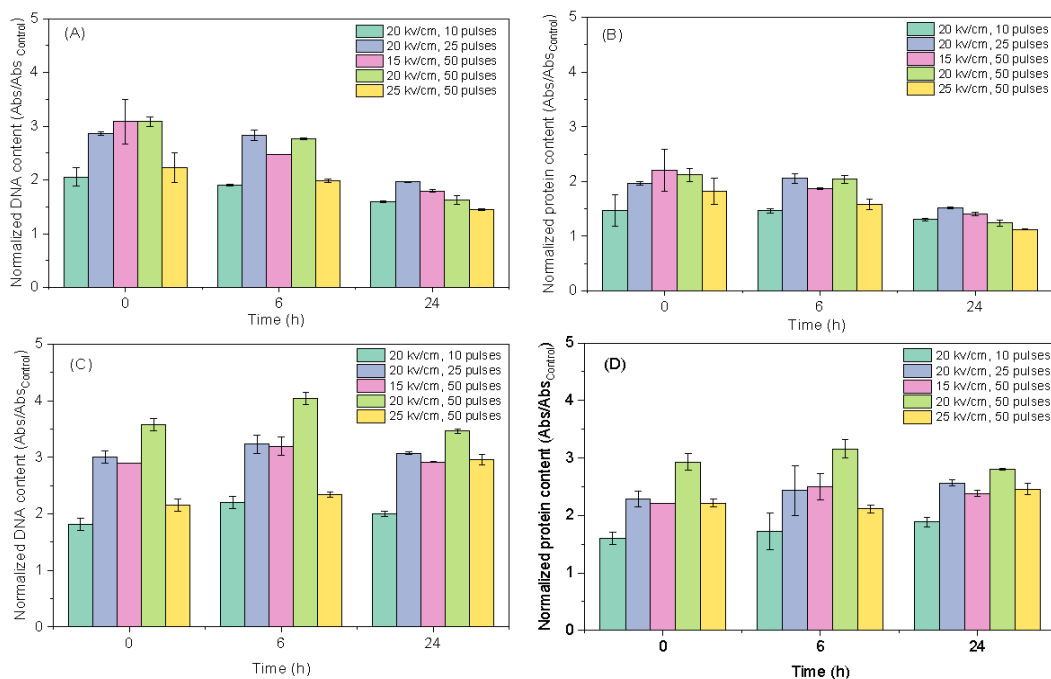 (A)
20 kv/cm, 10 pulses
20 kv/cm, 25 pulses
15 kv/cm, 50 pulses
20 kv/cm, 50 pulses
25 kv/cm, 50 pulses
Normalized DNA content (Abs/Abs Control)
5
4
3
2
1
0
0
6
24
Time (h)
(B)
20 kv/cm, 10 pulses
20 kv/cm, 25 pulses
15 kv/cm, 50 pulses
20 kv/cm, 50 pulses
25 kv/cm, 50 pulses
Normalized protein content (Abs/AbsControl)
5
4
3
2
1
0
0
6
24
Time (h)
(C)
20 kv/cm, 10 pulses
20 kv/cm, 25 pulses
15 kv/cm, 50 pulses
20 kv/cm, 50 pulses
25 kv/cm, 50 pulses
Normalized DNA content (Abs/AbsControl)
5
4
3
2
1
0
0
6
24
Time (h)
(D)
20 kv/cm, 10 pulses
20 kv/cm, 25 pulses
15 kv/cm, 50 pulses
20 kv/cm, 50 pulses
25 kv/cm, 50 pulses
Normalized protein content (Abs/AbsControl)
5
4
3
2
1
0
0
6
24
Time (h)